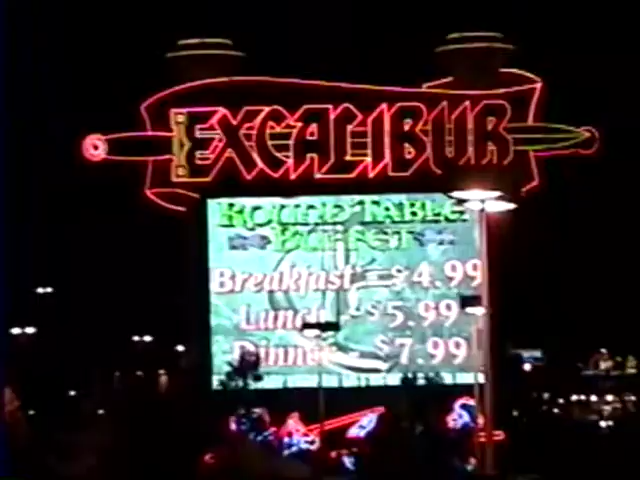 EXCALIBUR
ROUND TABLE
BUFFET
Breakfast - $4.99
Lunch - $5.99
Dinner - $7.99